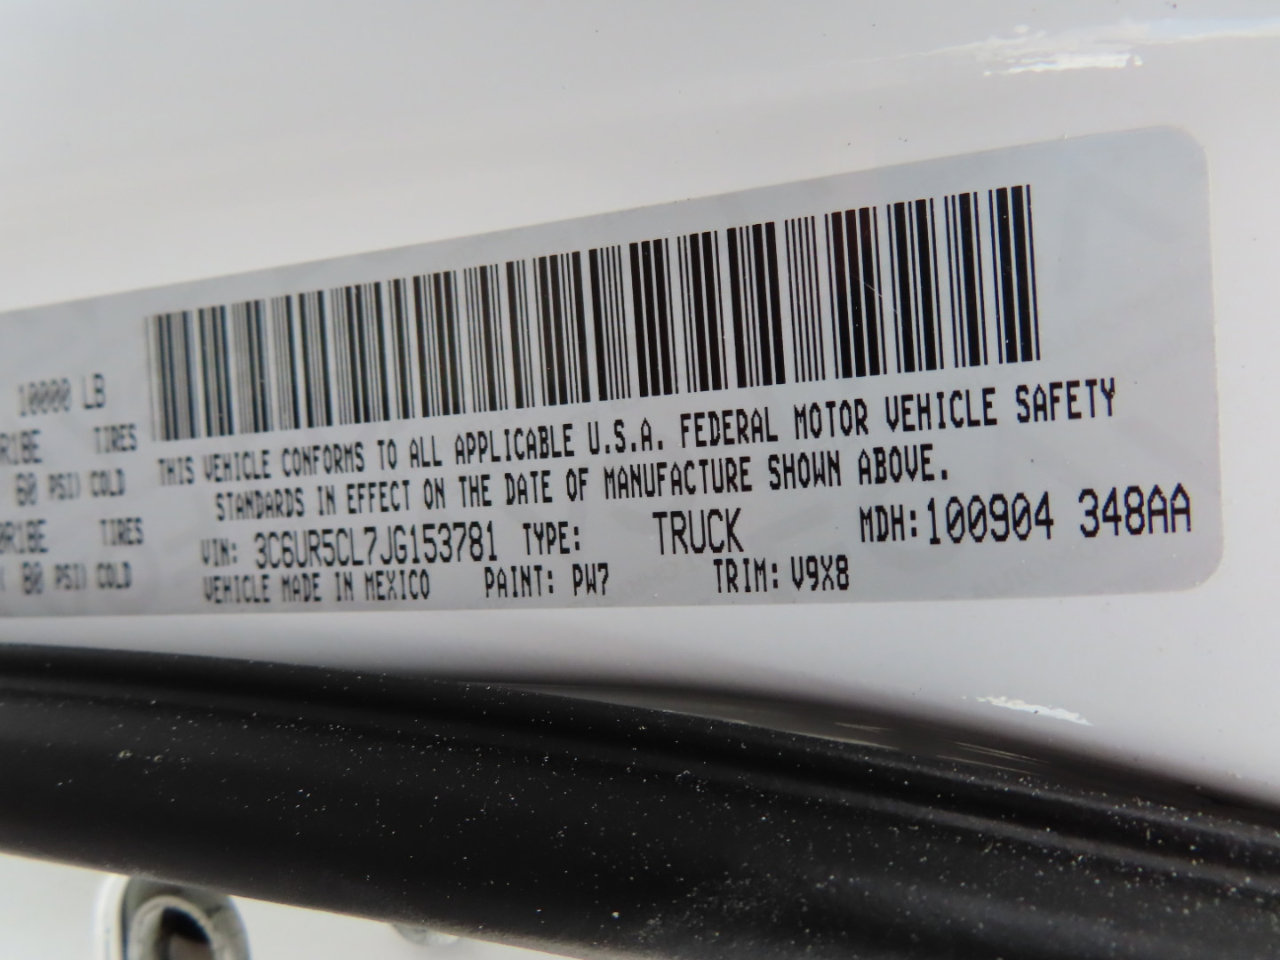 10000 LB
R18E TIRES
60 PSI) COLD
R18E TIRES
80 PSI) COLD
THIS VEHICLE CONFORMS TO ALL APPLICABLE U.S.A. FEDERAL MOTOR VEHICLE SAFETY
STANDARDS IN EFFECT ON THE DATE OF MANUFACTURE SHOWN ABOVE.
VIN: 3C6UR5CL7JG153781 TYPE: TRUCK MDH: 100904 348AA
VEHICLE MADE IN MEXICO PAINT: PW7 TRIM: V9X8